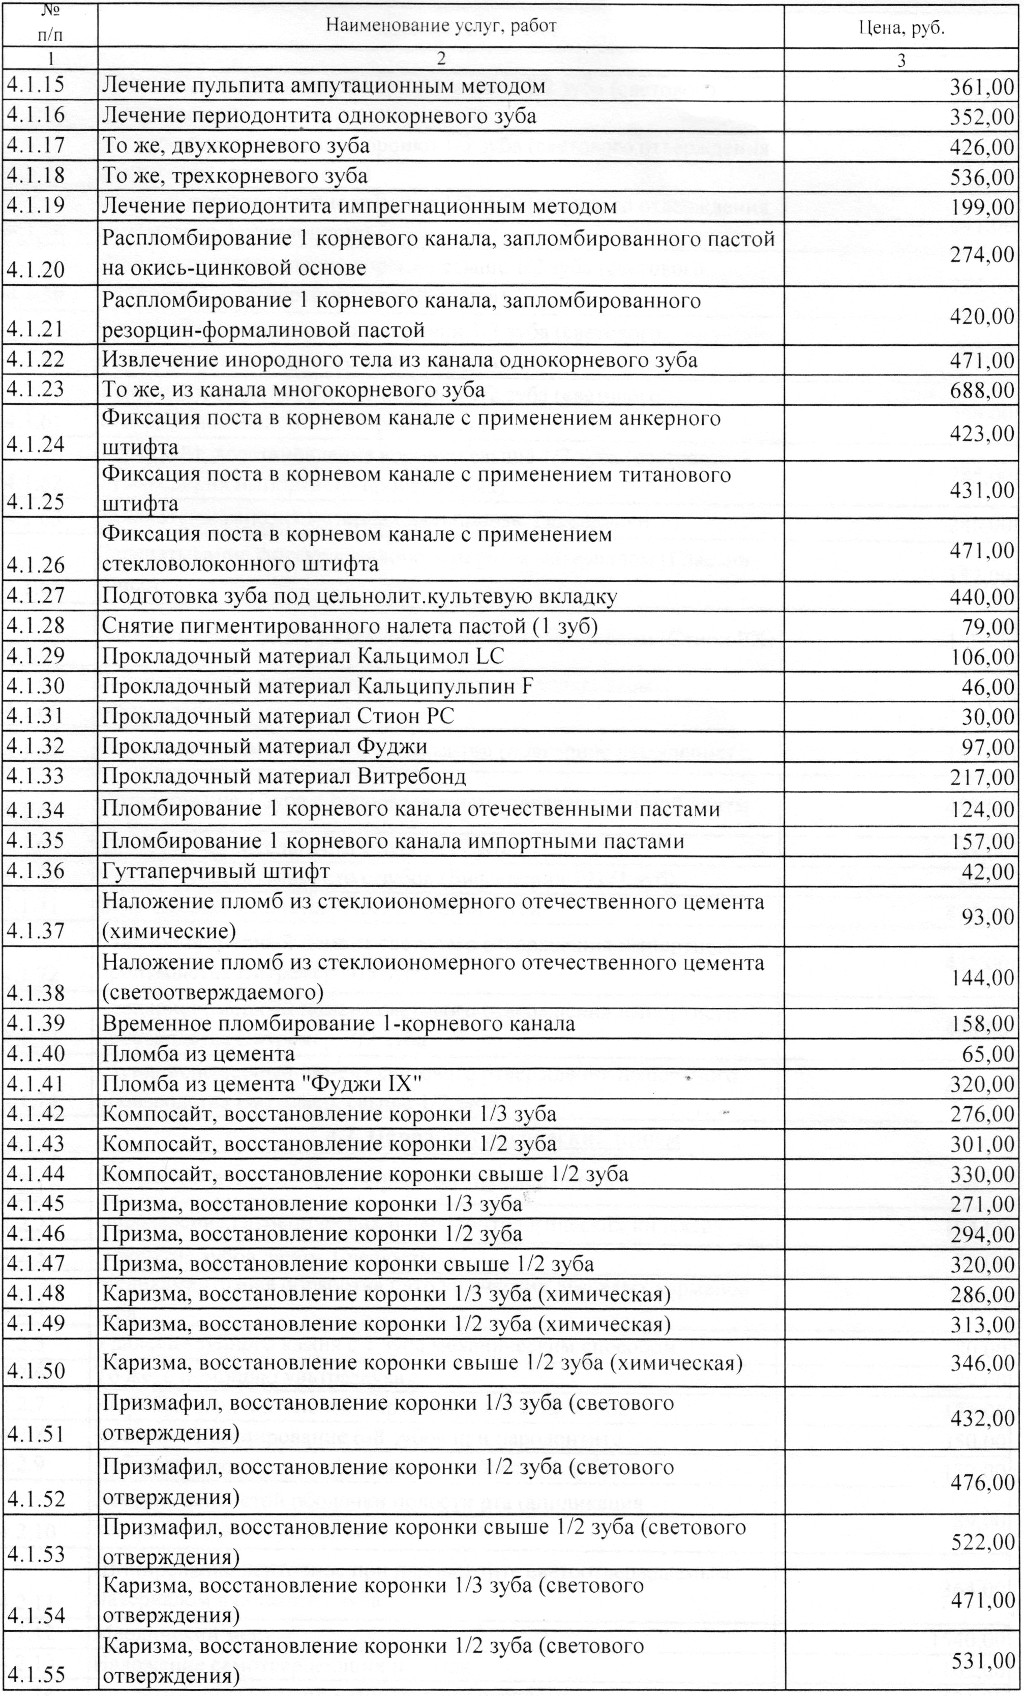 №
п/п
Наименование услуг, работ
Цена, руб.
1
2
3
4.1.15 Лечение пульпита ампутационным методом 361,00
4.1.16 Лечение периодонтита однокорневого зуба 352,00
4.1.17 То же, двухкорневого зуба 426,00
4.1.18 То же, трехкорневого зуба 536,00
4.1.19 Лечение периодонтита импрегнационным методом 199,00
Распломбирование 1 корневого канала, запломбированного пастой
4.1.20 на окись-цинковой основе 274,00
Распломбирование 1 корневого канала, запломбированного
4.1.21 резорцин-формалиновой пастой 420,00
4.1.22 Извлечение инородного тела из канала однокорневого зуба 471,00
4.1.23 То же, из канала многокорневого зуба 688,00
Фиксация поста в корневом канале с применением анкерного
4.1.24 штифта 423,00
Фиксация поста в корневом канале с применением титанового
4.1.25 штифта 431,00
Фиксация поста в корневом канале с применением
4.1.26 стекловолоконного штифта 471,00
4.1.27 Подготовка зуба под цельнолит.культевую вкладку 440,00
4.1.28 Снятие пигментированного налета пастой (1 зуб) 79,00
4.1.29 Прокладочный материал Кальцимол LC 106,00
4.1.30 Прокладочный материал Кальципульпин F 46,00
4.1.31 Прокладочный материал Стион РС 30,00
4.1.32 Прокладочный материал Фуджи 97,00
4.1.33 Прокладочный материал Витребонд 217,00
4.1.34 Пломбирование 1 корневого канала отечественными пастами 124,00
4.1.35 Пломбирование 1 корневого канала импортными пастами 157,00
4.1.36 Гуттаперчивый штифт 42,00
Наложение пломб из стеклоиономерного отечественного цемента
4.1.37 (химические) 93,00
Наложение пломб из стеклоиономерного отечественного цемента
4.1.38 (светоотверждаемого) 144,00
4.1.39 Временное пломбирование 1-корневого канала 158,00
4.1.40 Пломба из цемента 65,00
4.1.41 Пломба из цемента "Фуджи IX" 320,00
4.1.42 Компосайт, восстановление коронки 1/3 зуба 276,00
4.1.43 Компосайт, восстановление коронки 1/2 зуба 301,00
4.1.44 Компосайт, восстановление коронки свыше 1/2 зуба 330,00
4.1.45 Призма, восстановление коронки 1/3 зуба 271,00
4.1.46 Призма, восстановление коронки 1/2 зуба 294,00
4.1.47 Призма, восстановление коронки свыше 1/2 зуба 320,00
4.1.48 Каризма, восстановление коронки 1/3 зуба (химическая) 286,00
4.1.49 Каризма, восстановление коронки 1/2 зуба (химическая) 313,00
4.1.50 Каризма, восстановление коронки свыше 1/2 зуба (химическая) 346,00
Призмафил, восстановление коронки 1/3 зуба (светового
4.1.51 отверждения) 432,00
Призмафил, восстановление коронки 1/2 зуба (светового
4.1.52 отверждения) 476,00
Призмафил, восстановление коронки свыше 1/2 зуба (светового
4.1.53 отверждения) 522,00
Каризма, восстановление коронки 1/3 зуба (светового
4.1.54 отверждения) 471,00
Каризма, восстановление коронки 1/2 зуба (светового
4.1.55 отверждения) 531,00